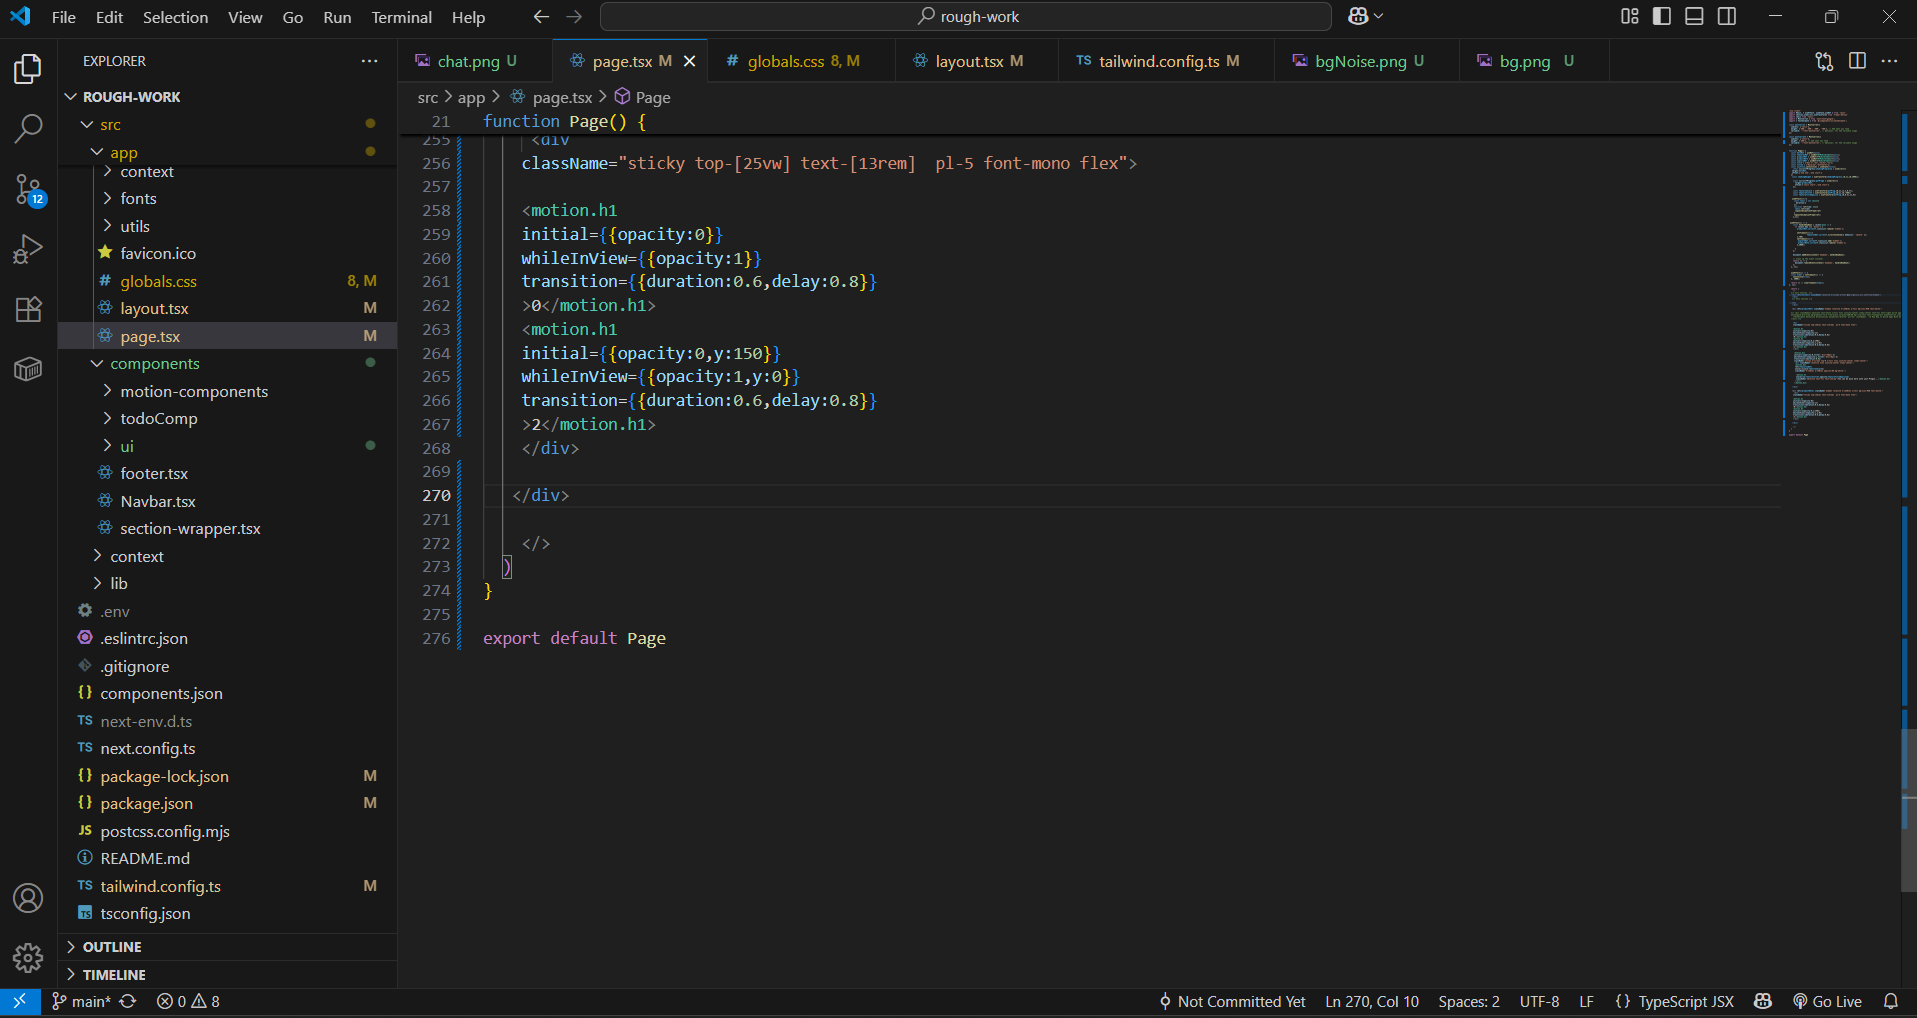 File Edit Selection View Go Run Terminal Help
rough-work
EXPLORER
ROUGH-WORK
src
app
context
fonts
utils
favicon.ico
globals.css 8, M
layout.tsx M
page.tsx M
components
motion-components
todoComp
ui
footer.tsx
Navbar.tsx
section-wrapper.tsx
context
lib
.env
.eslintrc.json
.gitignore
components.json
next-env.d.ts
next.config.ts
package-lock.json M
package.json M
postcss.config.mjs
README.md
tailwind.config.ts M
tsconfig.json
OUTLINE
TIMELINE
12
chat.png U page.tsx M globals.css 8, M layout.tsx M tailwind.config.ts M bgNoise.png U bg.png U
src > app > page.tsx > Page
21 function Page() {
255 <div
256 className="sticky top-[25vw] text-[13rem]  pl-5 font-mono flex">
257
258 <motion.h1
259 initial={{opacity:0}}
260 whileInView={{opacity:1}}
261 transition={{duration:0.6,delay:0.8}}
262 >0</motion.h1>
263 <motion.h1
264 initial={{opacity:0,y:150}}
265 whileInView={{opacity:1,y:0}}
266 transition={{duration:0.6,delay:0.8}}
267 >2</motion.h1>
268 </div>
269
270 </div>
271
272 </>
273 )
274 }
275
276 export default Page
main* 0 8 Not Committed Yet Ln 270, Col 10 Spaces: 2 UTF-8 LF {} TypeScript JSX Go Live